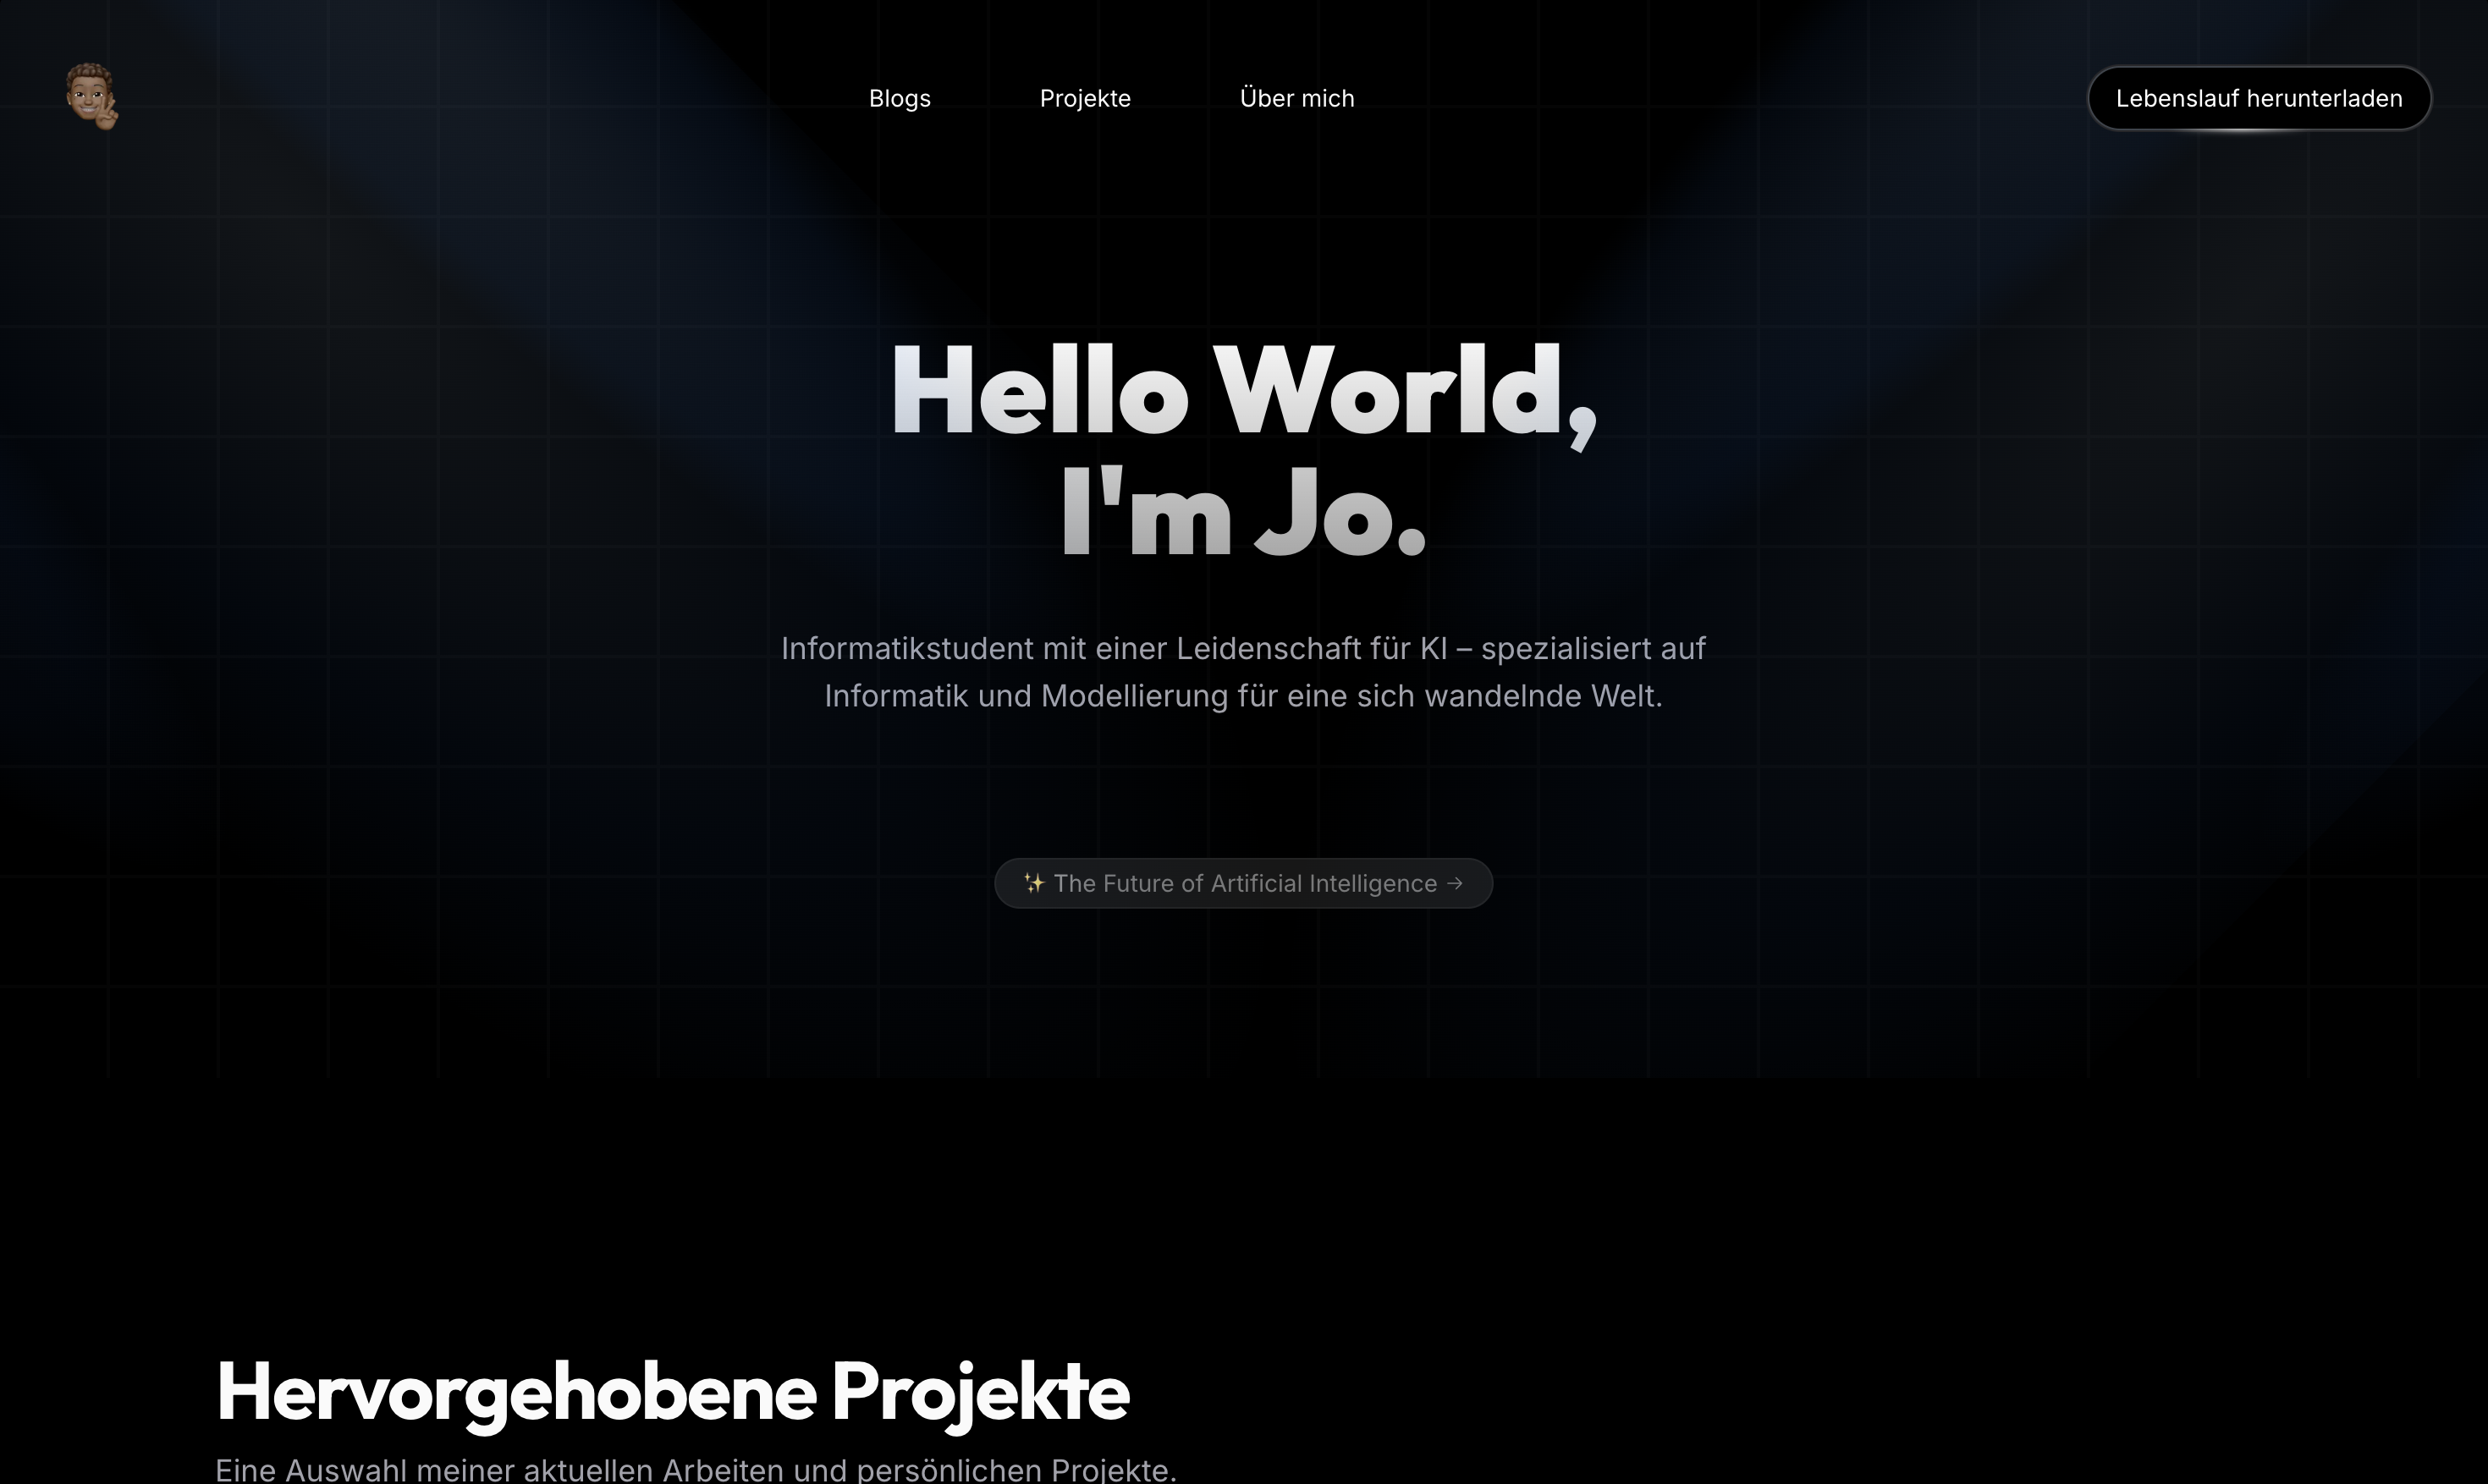 Blogs
Projekte
Über mich
Lebenslauf herunterladen
Hello World,
I'm Jo.
Informatikstudent mit einer Leidenschaft für KI – spezialisiert auf
Informatik und Modellierung für eine sich wandelnde Welt.
✨ The Future of Artificial Intelligence →
Hervorgehobene Projekte
Eine Auswahl meiner aktuellen Arbeiten und persönlichen Projekte.